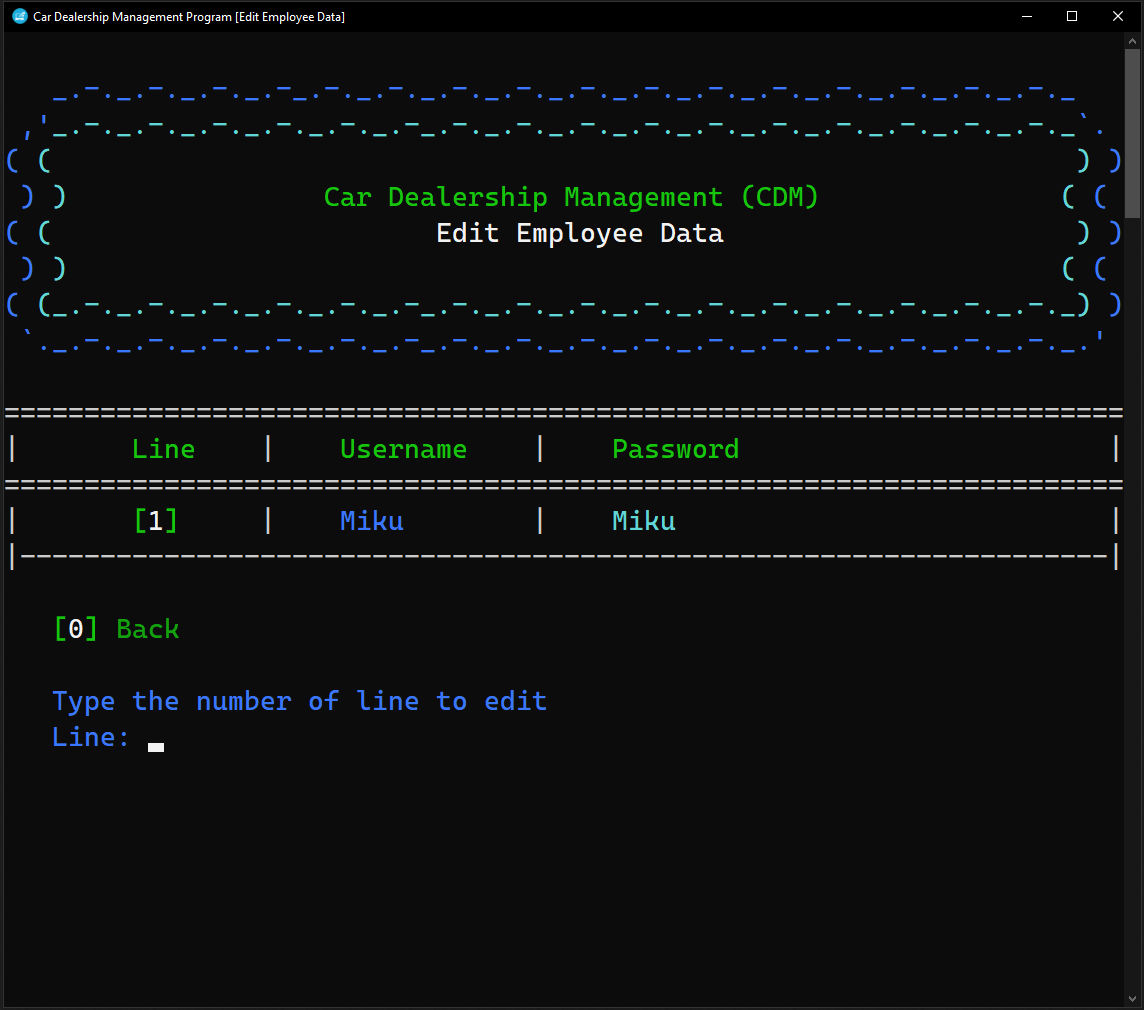 Car Dealership Management Program [Edit Employee Data]
Car Dealership Management (CDM)
Edit Employee Data
| Line | Username | Password |
| [1] | Miku | Miku |
[0] Back
Type the number of line to edit
Line: